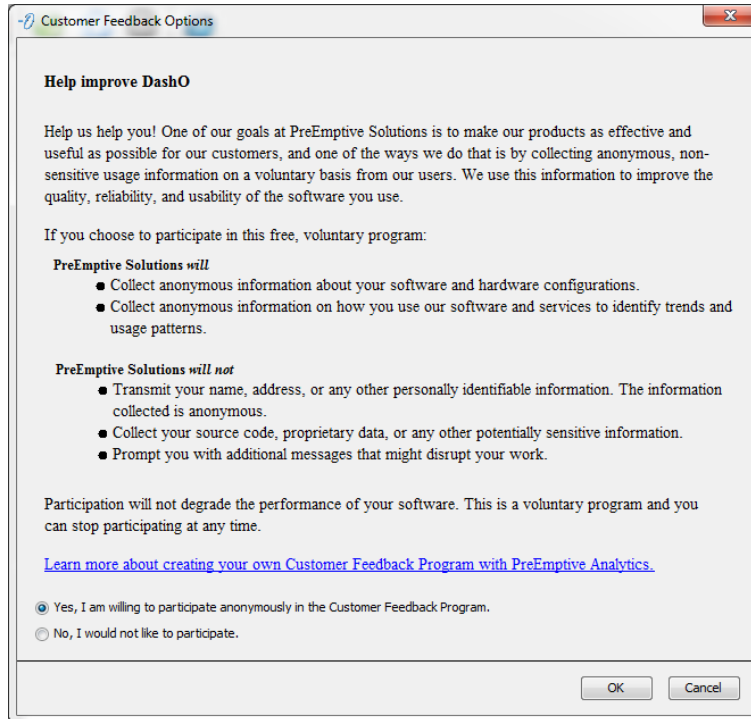 Customer Feedback Options
Help improve DashO
Help us help you! One of our goals at PreEmptive Solutions is to make our products as effective and
useful as possible for our customers, and one of the ways we do that is by collecting anonymous, non-
sensitive usage information on a voluntary basis from our users. We use this information to improve the
quality, reliability, and usability of the software you use.
If you choose to participate in this free, voluntary program:
PreEmptive Solutions will
● Collect anonymous information about your software and hardware configurations.
● Collect anonymous information on how you use our software and services to identify trends and
usage patterns.
PreEmptive Solutions will not
● Transmit your name, address, or any other personally identifiable information. The information
collected is anonymous.
● Collect your source code, proprietary data, or any other potentially sensitive information.
● Prompt you with additional messages that might disrupt your work.
Participation will not degrade the performance of your software. This is a voluntary program and you
can stop participating at any time.
Learn more about creating your own Customer Feedback Program with PreEmptive Analytics.
Yes, I am willing to participate anonymously in the Customer Feedback Program.
No, I would not like to participate.
OK Cancel